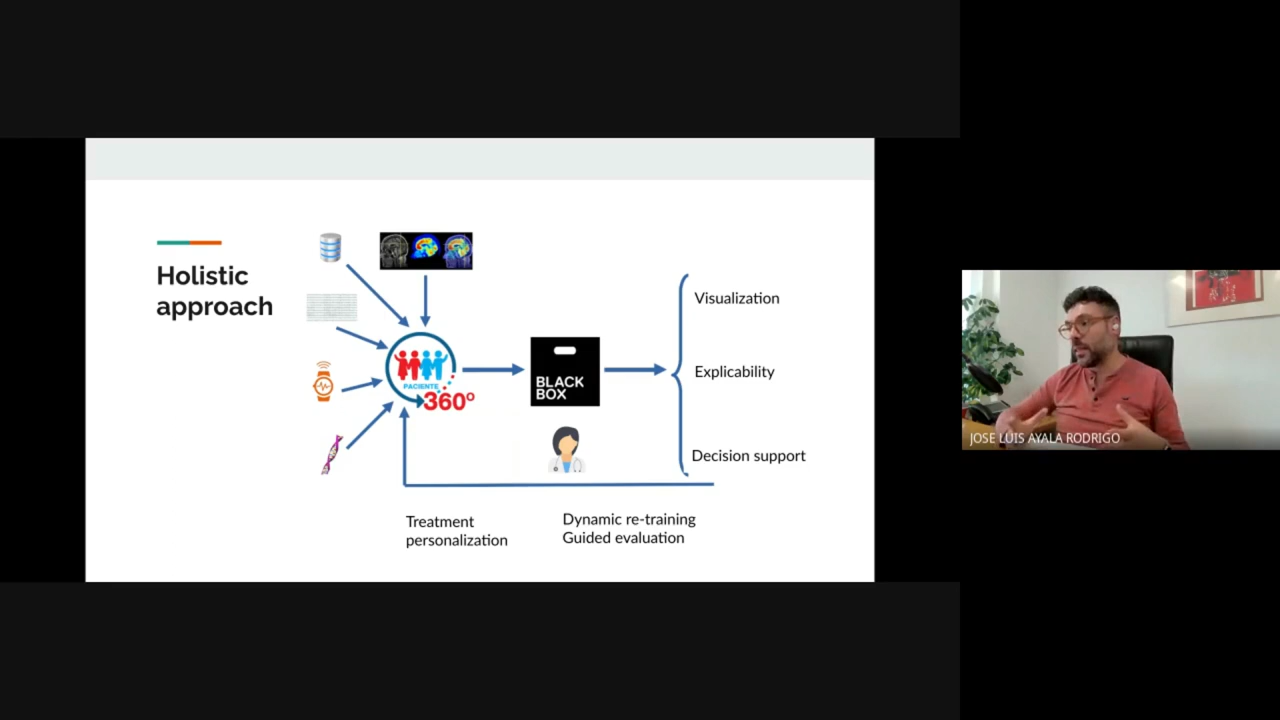 Holistic
approach
PACIENTE
360º
BLACK
BOX
Visualization
Explicability
Decision support
Treatment
personalization
Dynamic re-training
Guided evaluation
JOSE LUIS AYALA RODRIGO